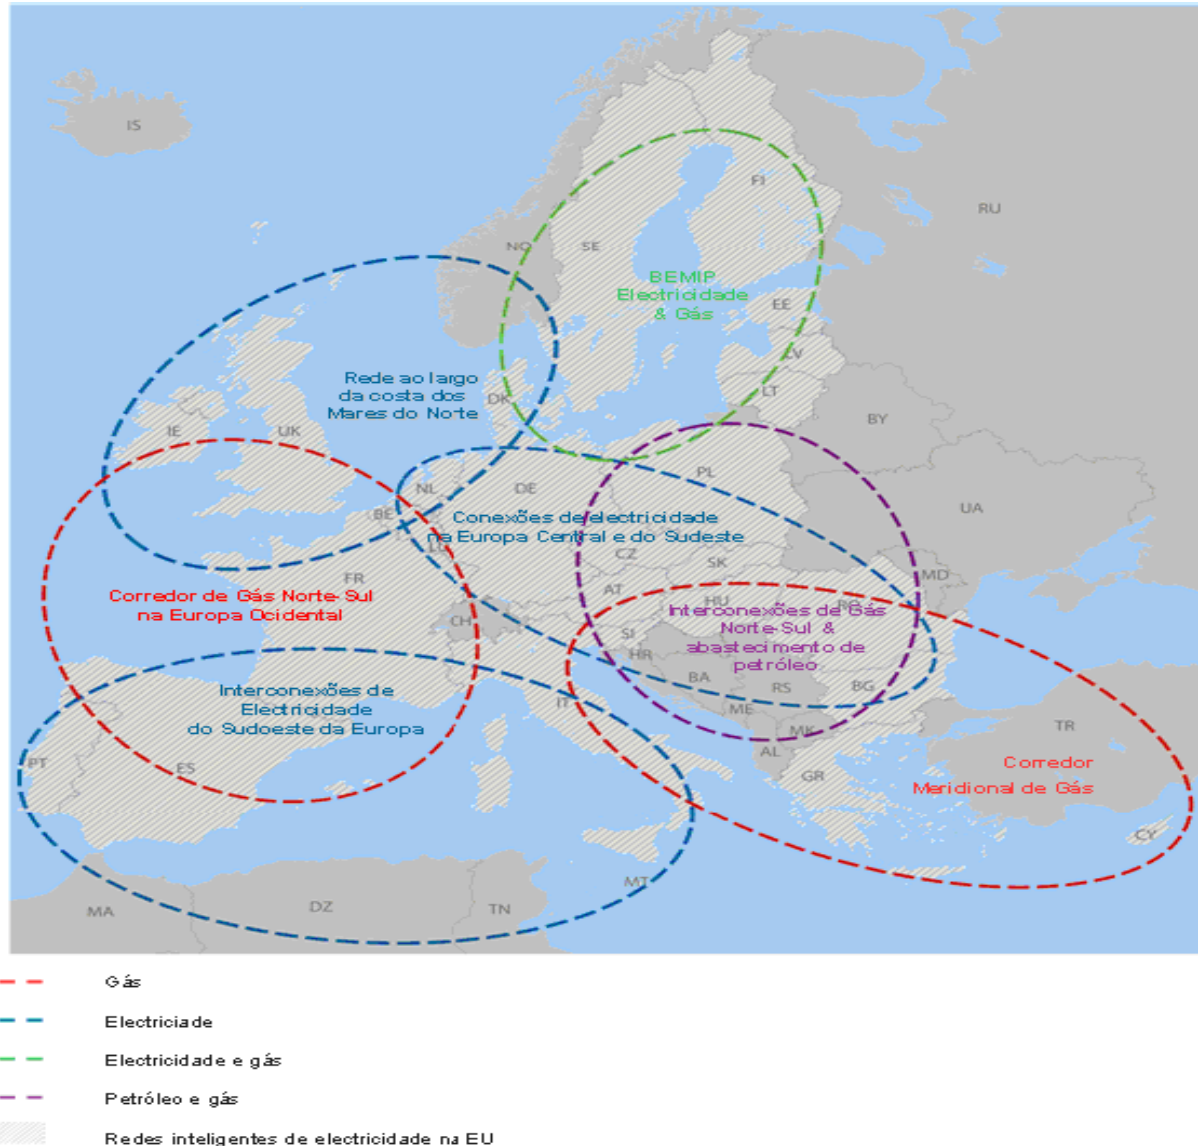 IS
RU
NO
SE
FI
BEMIP
Electricidade
& Gás
EE
LV
LT
Rede ao largo
da costa dos
Mares do Norte
DK
BY
IE
UK
PL
NL
DE
BE
UA
Conexões de electricidade
na Europa Central e do Sudeste
LU
CZ
SK
MD
FR
AT
HU
Corredor de Gás Norte-Sul
na Europa Ocidental
CH
SI
HR
RO
Interconexões de Gás
Norte-Sul &
abastecimento de
petróleo
BA
RS
BG
Interconexões de
Electricidade
do Sudoeste da Europa
IT
ME
MK
AL
TR
PT
ES
GR
Corredor
Meridional de Gás
CY
MT
MA
DZ
TN
Gás
Electriciade
Electricidade e gás
Petróleo e gás
Redes inteligentes de electricidade na EU